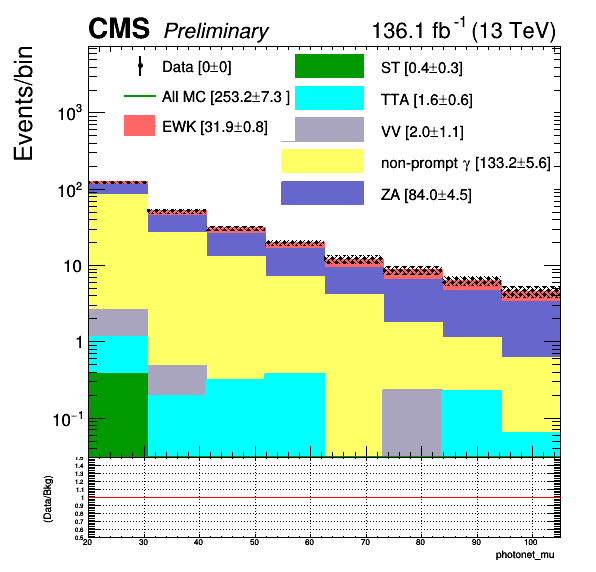 CMS Preliminary 136.1 fb⁻¹ (13 TeV)
Events/bin
Data [0±0]
All MC [253.2±7.3 ]
EWK [31.9±0.8]
ST [0.4±0.3]
TTA [1.6±0.6]
VV [2.0±1.1]
non-prompt γ [133.2±5.6]
ZA [84.0±4.5]
10³
10²
10
1
10⁻¹
(Data/Bkg)
1.5
1.4
1.3
1.2
1.1
1
0.9
0.8
0.7
0.6
0.5
20 30 40 50 60 70 80 90 100
photonet_mu